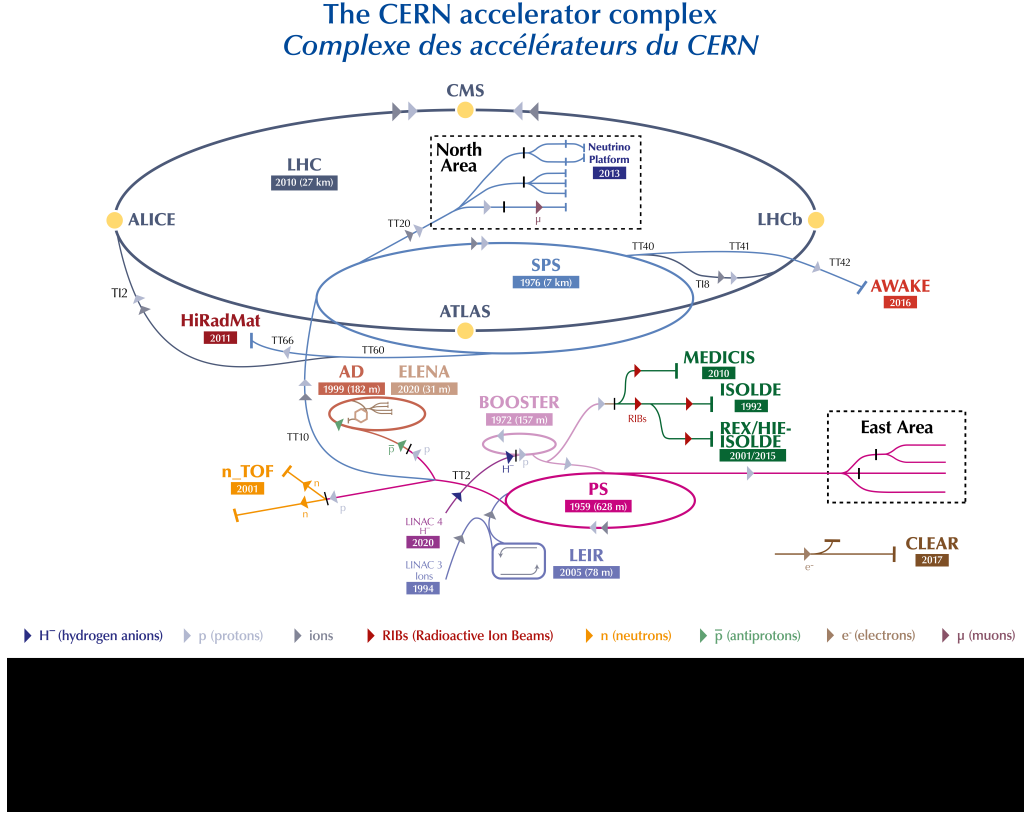 The CERN accelerator complex
Complexe des accélérateurs du CERN
CMS
North
Area
Neutrino
Platform
2013
LHC
2010 (27 km)
µ
ALICE
LHCb
TT20
TT40
TT41
TT42
SPS
1976 (7 km)
TI8
TI2
AWAKE
2016
ATLAS
HiRadMat
2011
TT66
TT60
MEDICIS
2010
AD
1999 (182 m)
ELENA
2020 (31 m)
ISOLDE
1992
BOOSTER
1972 (157 m)
RIBs
REX/HIE-
ISOLDE
2001/2015
East Area
TT10
p̅
p
H⁻
p
n_TOF
2001
n
n
p
TT2
PS
1959 (628 m)
LINAC 4
H⁻
2020
LEIR
2005 (78 m)
LINAC 3
Ions
1994
CLEAR
2017
e⁻
H⁻ (hydrogen anions)
p (protons)
ions
RIBs (Radioactive Ion Beams)
n (neutrons)
p̅ (antiprotons)
e⁻ (electrons)
µ (muons)